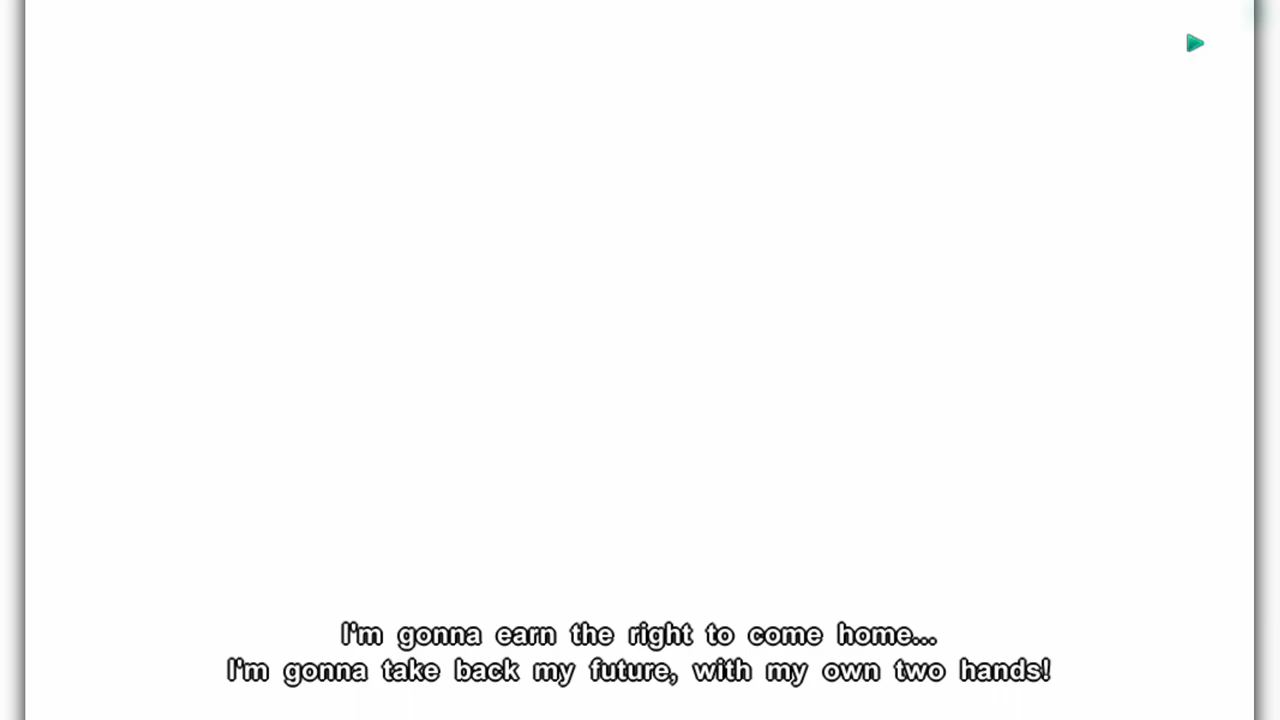 I'm gonna earn the right to come home...
I'm gonna take back my future, with my own two hands!